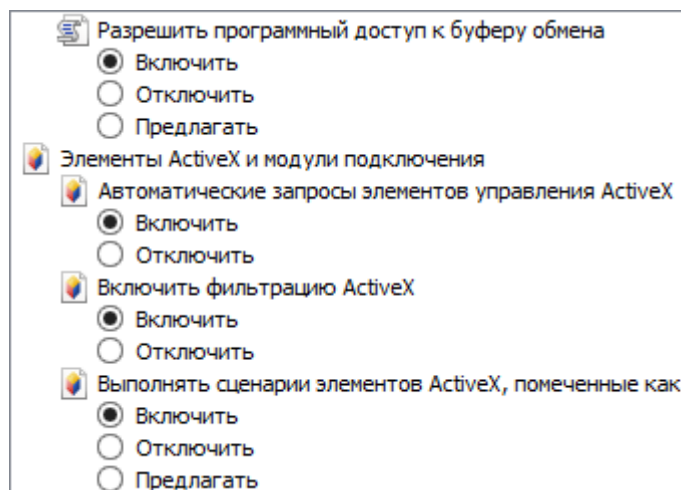 Разрешить программный доступ к буферу обмена
Включить
Отключить
Предлагать
Элементы ActiveX и модули подключения
Автоматические запросы элементов управления ActiveX
Включить
Отключить
Включить фильтрацию ActiveX
Включить
Отключить
Выполнять сценарии элементов ActiveX, помеченные как
Включить
Отключить
Предлагать